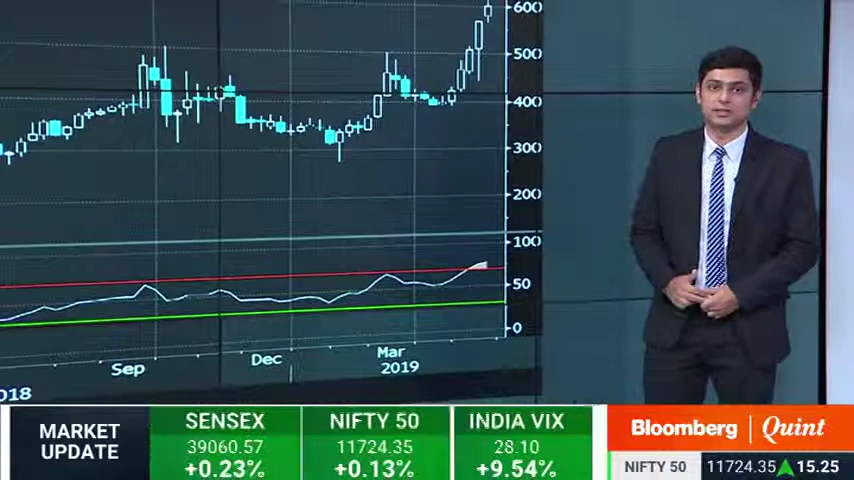 600
500
400
300
200
100
50
0
Sep
Dec
Mar
2019
018
MARKET
UPDATE
SENSEX
39060.57
+0.23%
NIFTY 50
11724.35
+0.13%
INDIA VIX
28.10
+9.54%
Bloomberg | Quint
NIFTY 50
11724.35▲15.25